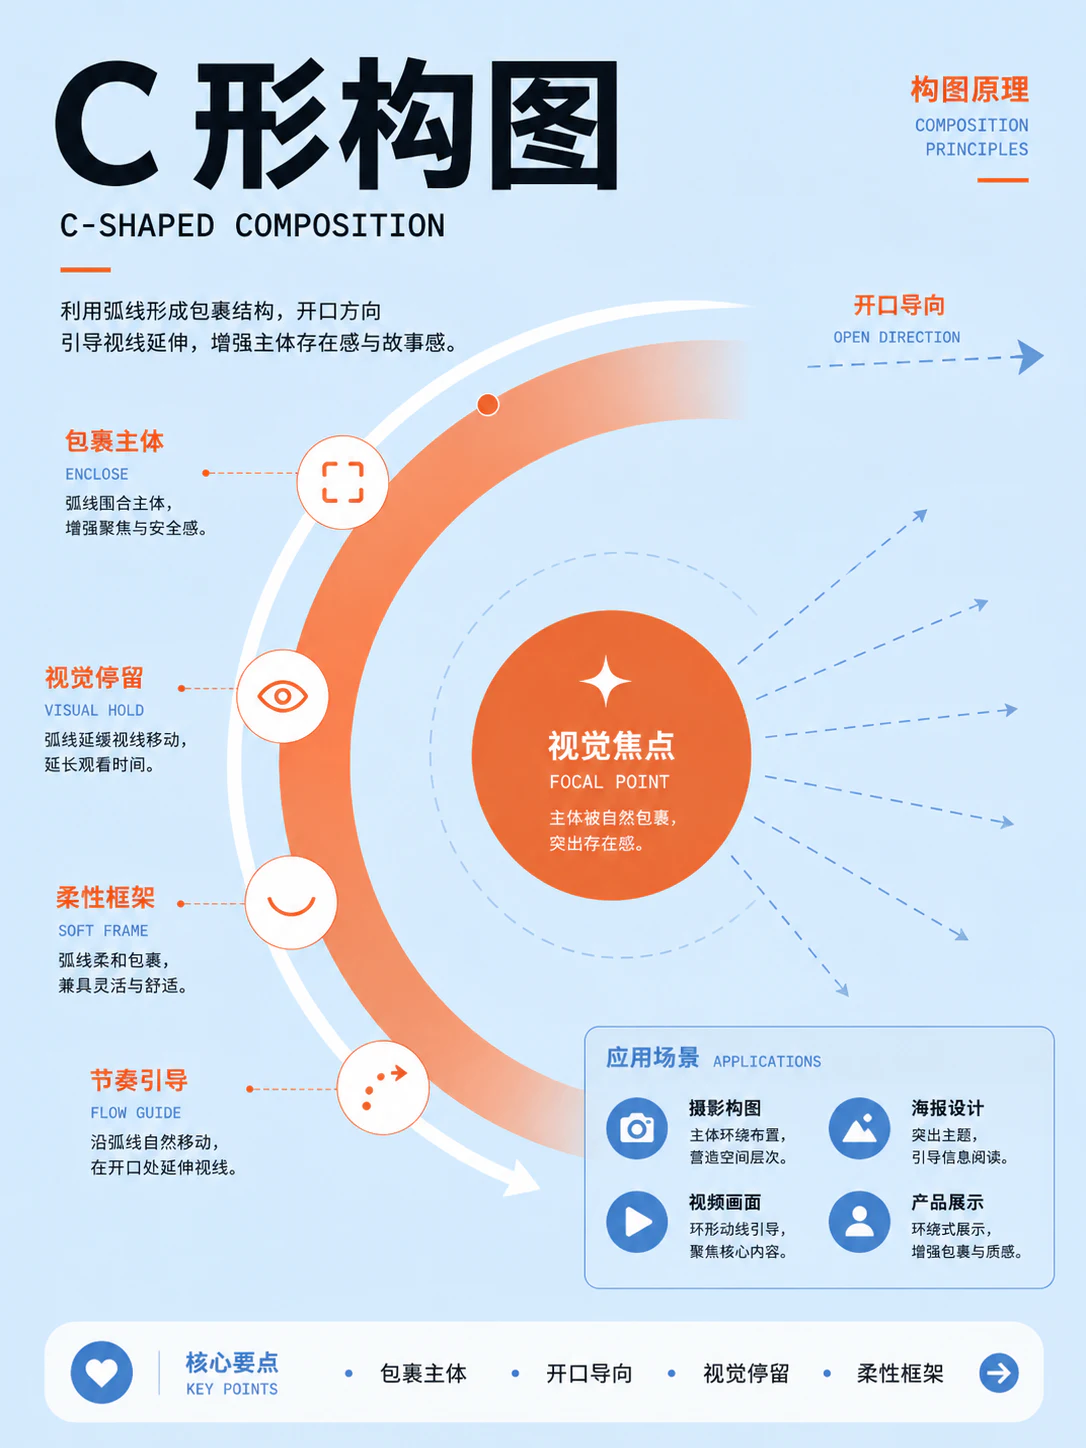 C 形构图
C-SHAPED COMPOSITION
构图原理
COMPOSITION
PRINCIPLES
利用弧线形成包裹结构，开口方向
引导视线延伸，增强主体存在感与故事感。
开口导向
OPEN DIRECTION
包裹主体
ENCLOSE
弧线围合主体，
增强聚焦与安全感。
视觉停留
VISUAL HOLD
弧线延缓视线移动，
延长观看时间。
视觉焦点
FOCAL POINT
主体被自然包裹，
突出存在感。
柔性框架
SOFT FRAME
弧线柔和包裹，
兼具灵活与舒适。
节奏引导
FLOW GUIDE
沿弧线自然移动，
在开口处延伸视线。
应用场景 APPLICATIONS
摄影构图
主体环绕布置，
营造空间层次。
海报设计
突出主题，
引导信息阅读。
视频画面
环形动线引导，
聚焦核心内容。
产品展示
环绕式展示，
增强包裹与质感。
核心要点
KEY POINTS
• 包裹主体 • 开口导向 • 视觉停留 • 柔性框架